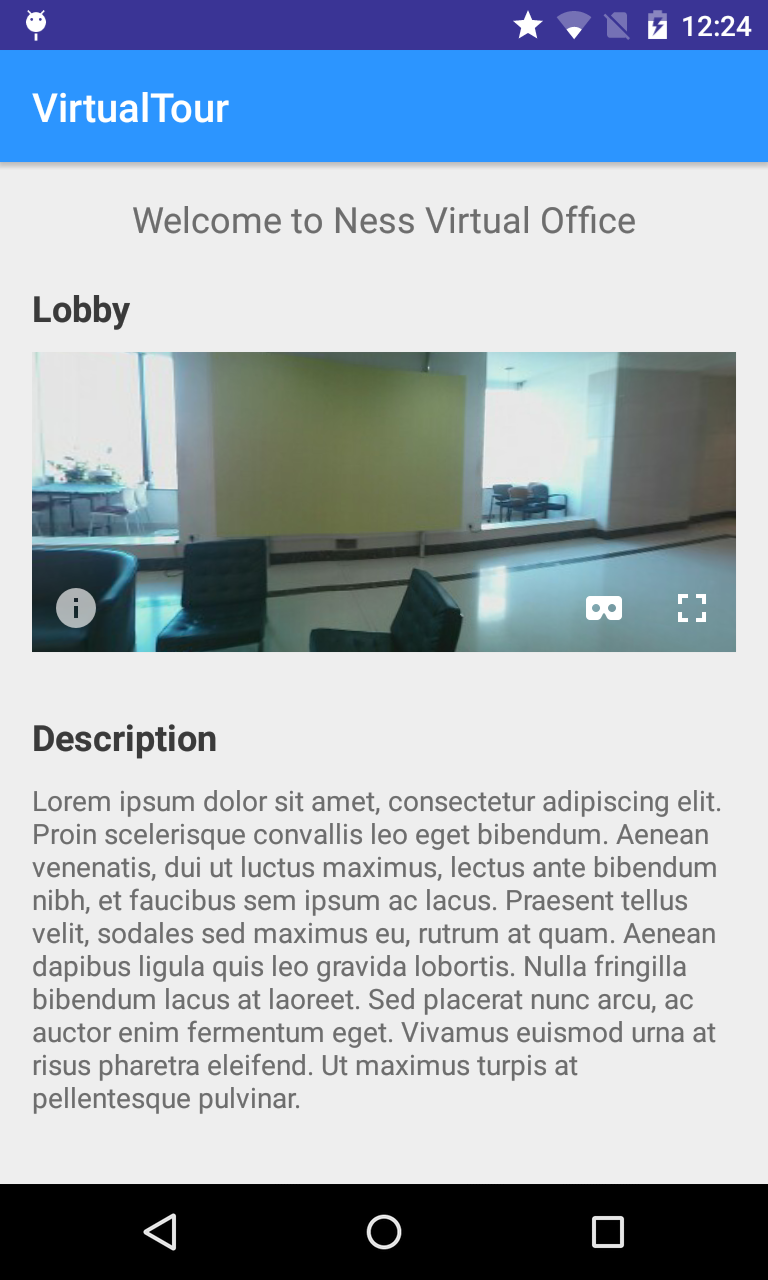 12:24
VirtualTour
Welcome to Ness Virtual Office
Lobby
Description
Lorem ipsum dolor sit amet, consectetur adipiscing elit.
Proin scelerisque convallis leo eget bibendum. Aenean
venenatis, dui ut luctus maximus, lectus ante bibendum
nibh, et faucibus sem ipsum ac lacus. Praesent tellus
velit, sodales sed maximus eu, rutrum at quam. Aenean
dapibus ligula quis leo gravida lobortis. Nulla fringilla
bibendum lacus at laoreet. Sed placerat nunc arcu, ac
auctor enim fermentum eget. Vivamus euismod urna at
risus pharetra eleifend. Ut maximus turpis at
pellentesque pulvinar.